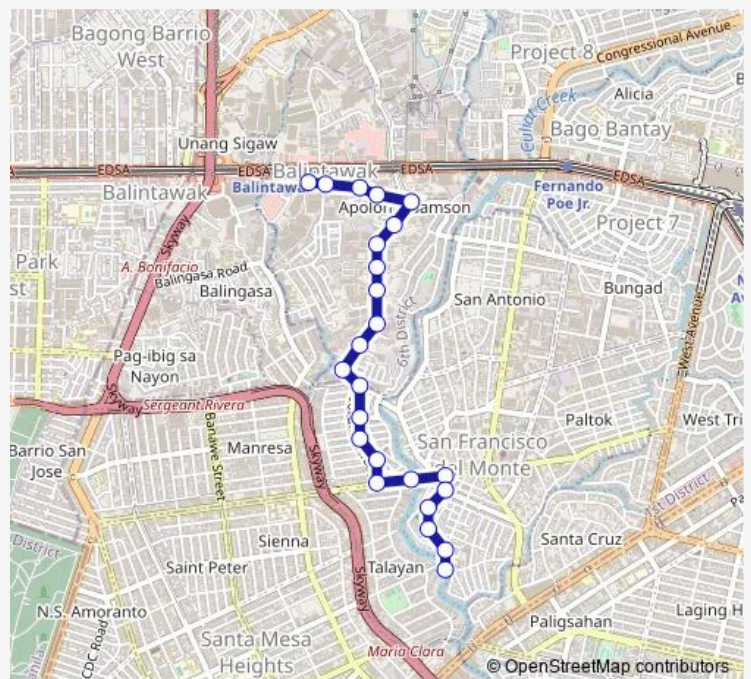 Bagong Barrio
West
Project 8
Congressional Avenue
Alicia
Culiat Creek
Bago Bantay
Unang Sigaw
EDSA
EDSA
Balintawak
EDSA
EDSA
Balintawak
Balintawa
Fernando
Poe Jr.
Apolonio Samson
Project 7
Skyway
Park
A. Bonifacio
Balingasa Road
Balingasa
San Antonio
Bungad
6th District
West Avenue
Pag-ibig sa
Nayon
Skyway
Sergeant Rivera
Banawe Street
Manresa
Skyway
Paltok
West Tri
Barrio San
Jose
San Francisco
del Monte
1st District
District
Sienna
Santa Cruz
Saint Peter
Talayan
Skyway
N.S. Amoranto
CDC Road
Paligsahan
Laging H
Santa Mesa
Heights
Maria Clara
© OpenStreetMap contributors